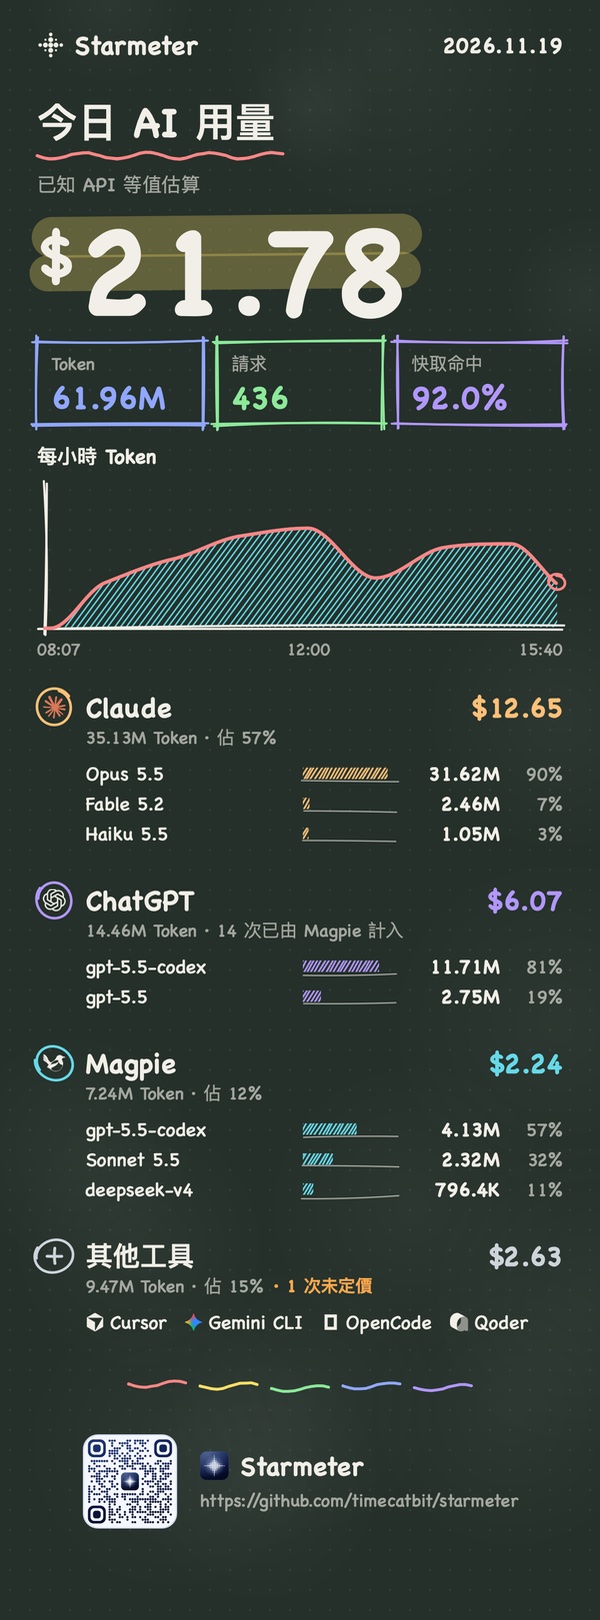 Starmeter
2026.11.19
今日 AI 用量
已知 API 等值估算
$21.78
Token
61.96M
請求
436
快取命中
92.0%
每小時 Token
08:07 12:00 15:40
Claude $12.65
35.13M Token · 佔 57%
Opus 5.5 31.62M 90%
Fable 5.2 2.46M 7%
Haiku 5.5 1.05M 3%
ChatGPT $6.07
14.46M Token · 14 次已由 Magpie 計入
gpt-5.5-codex 11.71M 81%
gpt-5.5 2.75M 19%
Magpie $2.24
7.24M Token · 佔 12%
gpt-5.5-codex 4.13M 57%
Sonnet 5.5 2.32M 32%
deepseek-v4 796.4K 11%
其他工具 $2.63
9.47M Token · 佔 15% · 1 次未定價
Cursor Gemini CLI OpenCode Qoder
Starmeter
https://github.com/timecatbit/starmeter